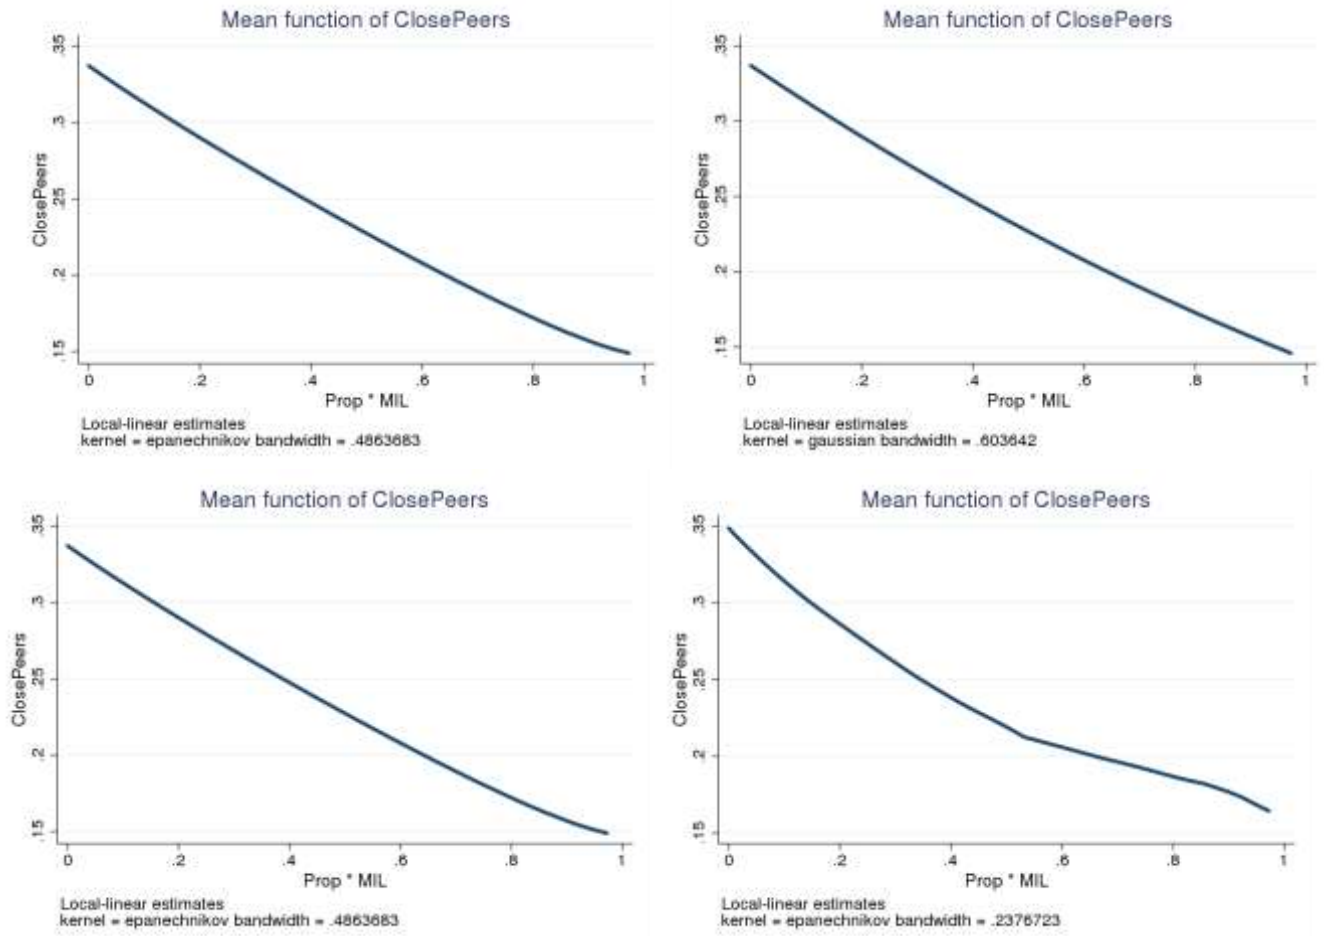 Mean function of ClosePeers
ClosePeers
.35
.3
.25
.2
.15
0 .2 .4 .6 .8 1
Prop * MIL
Local-linear estimates
kernel = epanechnikov bandwidth = .4863683
Mean function of ClosePeers
ClosePeers
.35
.3
.25
.2
.15
0 .2 .4 .6 .8 1
Prop * MIL
Local-linear estimates
kernel = gaussian bandwidth = .603642
Mean function of ClosePeers
ClosePeers
.35
.3
.25
.2
.15
0 .2 .4 .6 .8 1
Prop * MIL
Local-linear estimates
kernel = epanechnikov bandwidth = .4863683
Mean function of ClosePeers
ClosePeers
.35
.3
.25
.2
.15
0 .2 .4 .6 .8 1
Prop * MIL
Local-linear estimates
kernel = epanechnikov bandwidth = .2376723